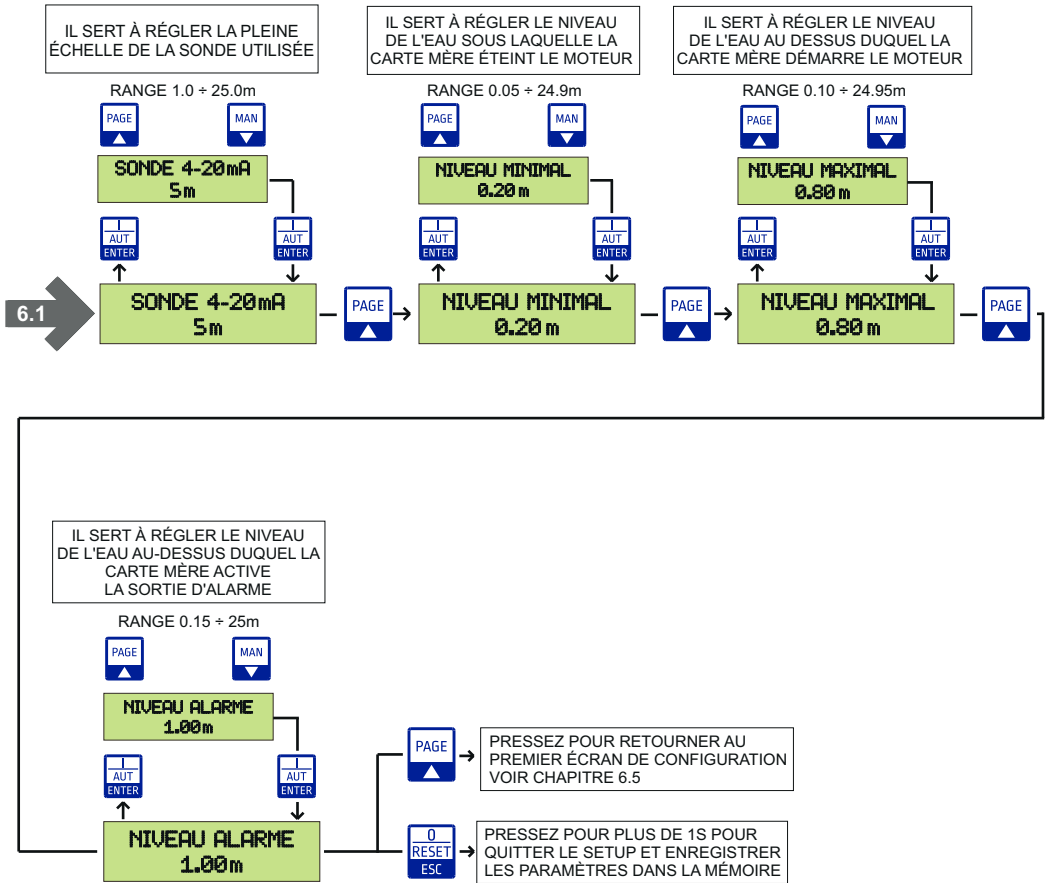 IL SERT À RÉGLER LA PLEINE
ÉCHELLE DE LA SONDE UTILISÉE
RANGE 1.0 ÷ 25.0m
PAGE
MAN
SONDE 4-20mA
5m
I
AUT
ENTER
I
AUT
ENTER
6.1
SONDE 4-20mA
5m
PAGE
IL SERT À RÉGLER LE NIVEAU
DE L'EAU SOUS LAQUELLE LA
CARTE MÈRE ÉTEINT LE MOTEUR
RANGE 0.05 ÷ 24.9m
PAGE
MAN
NIVEAU MINIMAL
0.20 m
I
AUT
ENTER
I
AUT
ENTER
NIVEAU MINIMAL
0.20 m
PAGE
IL SERT À RÉGLER LE NIVEAU
DE L'EAU AU DESSUS DUQUEL LA
CARTE MÈRE DÉMARRE LE MOTEUR
RANGE 0.10 ÷ 24.95m
PAGE
MAN
NIVEAU MAXIMAL
0.80 m
I
AUT
ENTER
I
AUT
ENTER
NIVEAU MAXIMAL
0.80 m
PAGE
IL SERT À RÉGLER LE NIVEAU
DE L'EAU AU-DESSUS DUQUEL LA
CARTE MÈRE ACTIVE
LA SORTIE D'ALARME
RANGE 0.15 ÷ 25m
PAGE
MAN
NIVEAU ALARME
1.00m
I
AUT
ENTER
I
AUT
ENTER
NIVEAU ALARME
1.00m
PAGE
PRESSEZ POUR RETOURNER AU
PREMIER ÉCRAN DE CONFIGURATION
VOIR CHAPITRE 6.5
0
RESET
ESC
PRESSEZ POUR PLUS DE 1S POUR
QUITTER LE SETUP ET ENREGISTRER
LES PARAMÈTRES DANS LA MÉMOIRE